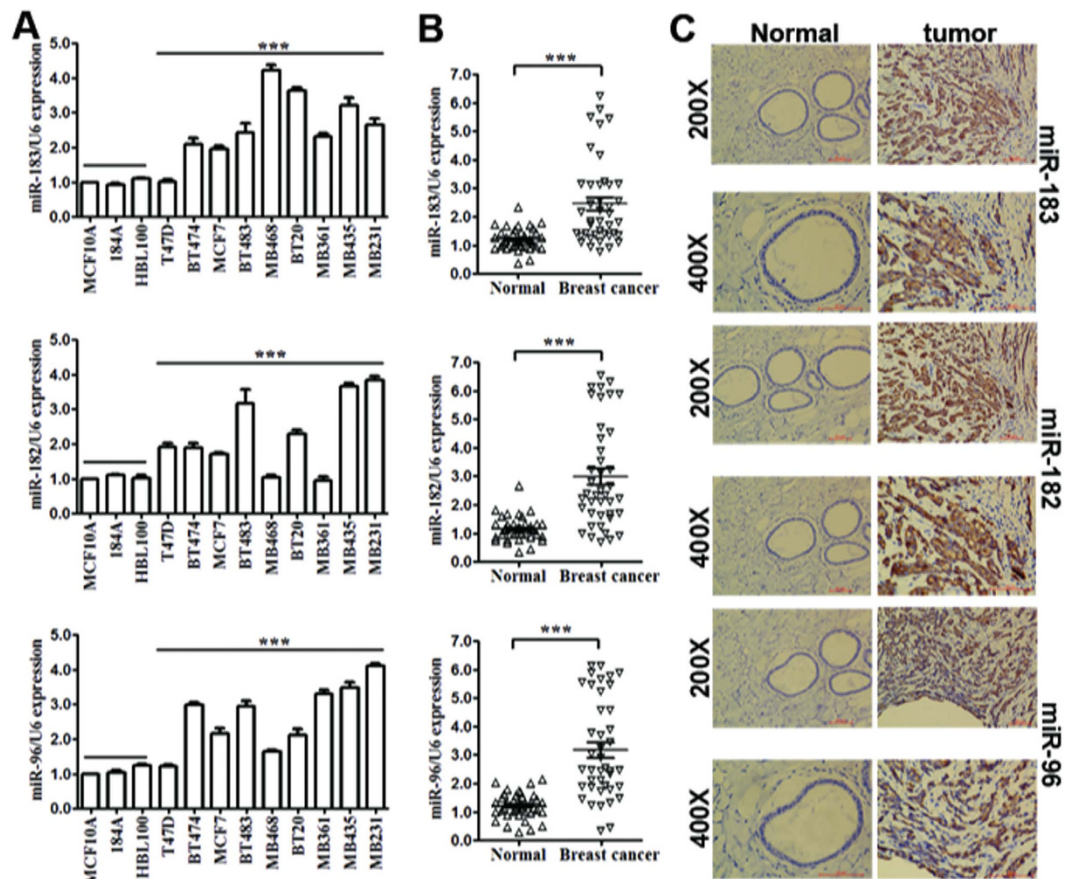 A
miR-183/U6 expression
5.0
4.0
3.0
2.0
1.0
0.0
***
MCF10A
184A
HBL100
T47D
BT474
MCF7
BT483
MB468
BT20
MB361
MB435
MB231
miR-182/U6 expression
5.0
4.0
3.0
2.0
1.0
0.0
***
MCF10A
184A
HBL100
T47D
BT474
MCF7
BT483
MB468
BT20
MB361
MB435
MB231
miR-96/U6 expression
5.0
4.0
3.0
2.0
1.0
0.0
***
MCF10A
184A
HBL100
T47D
BT474
MCF7
BT483
MB468
BT20
MB361
MB435
MB231
B
miR-183/U6 expression
7.0
6.0
5.0
4.0
3.0
2.0
1.0
0.0
***
Normal Breast cancer
miR-182/U6 expression
7.0
6.0
5.0
4.0
3.0
2.0
1.0
0.0
***
Normal Breast cancer
miR-96/U6 expression
7.0
6.0
5.0
4.0
3.0
2.0
1.0
0.0
***
Normal Breast cancer
C
Normal tumor
200X
400X
miR-183
200X
400X
miR-182
200X
400X
miR-96